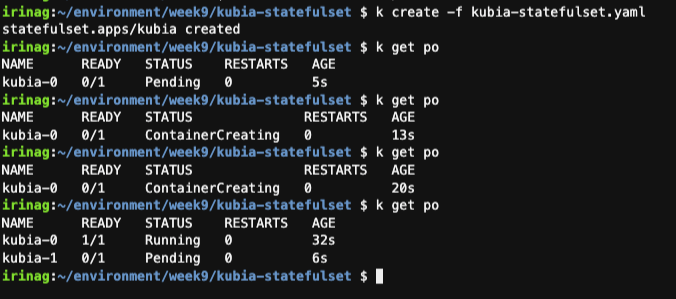 irinag:~/environment/week9/kubia-statefulset $ k create -f kubia-statefulset.yaml
statefulset.apps/kubia created
irinag:~/environment/week9/kubia-statefulset $ k get po
NAME      READY   STATUS    RESTARTS   AGE
kubia-0   0/1     Pending   0          5s
irinag:~/environment/week9/kubia-statefulset $ k get po
NAME      READY   STATUS              RESTARTS   AGE
kubia-0   0/1     ContainerCreating   0          13s
irinag:~/environment/week9/kubia-statefulset $ k get po
NAME      READY   STATUS              RESTARTS   AGE
kubia-0   0/1     ContainerCreating   0          20s
irinag:~/environment/week9/kubia-statefulset $ k get po
NAME      READY   STATUS    RESTARTS   AGE
kubia-0   1/1     Running   0          32s
kubia-1   0/1     Pending   0          6s
irinag:~/environment/week9/kubia-statefulset $